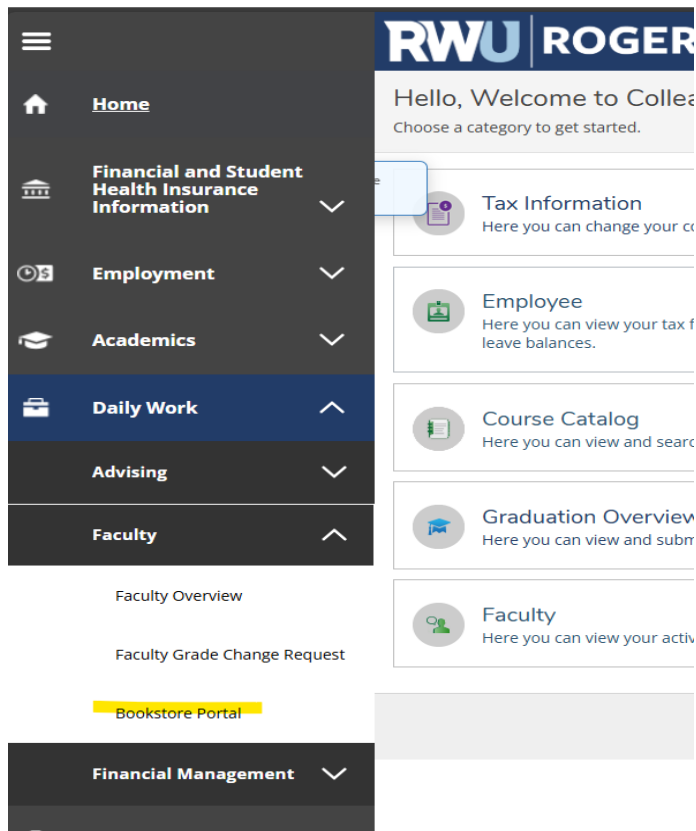 Home
Financial and Student
Health Insurance
Information
Employment
Academics
Daily Work
Advising
Faculty
Faculty Overview
Faculty Grade Change Request
Bookstore Portal
Financial Management
RWU ROGER
Hello, Welcome to Collea
Choose a category to get started.
e
Tax Information
Here you can change your co
Employee
Here you can view your tax f
leave balances.
Course Catalog
Here you can view and searc
Graduation Overview
Here you can view and subm
Faculty
Here you can view your activ